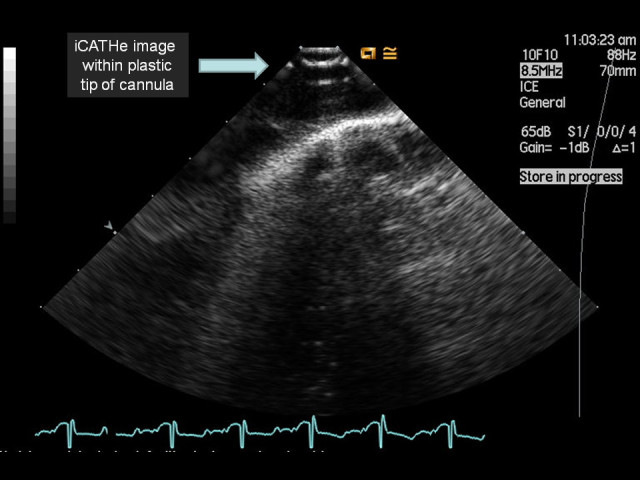 iCATHe image
within plastic
tip of cannula
11:03:23 am
10F10 88Hz
8.5MHz 70mm
ICE
General
65dB S1/ 0/0/ 4
Gain= -1dB Δ=1
Store in progress